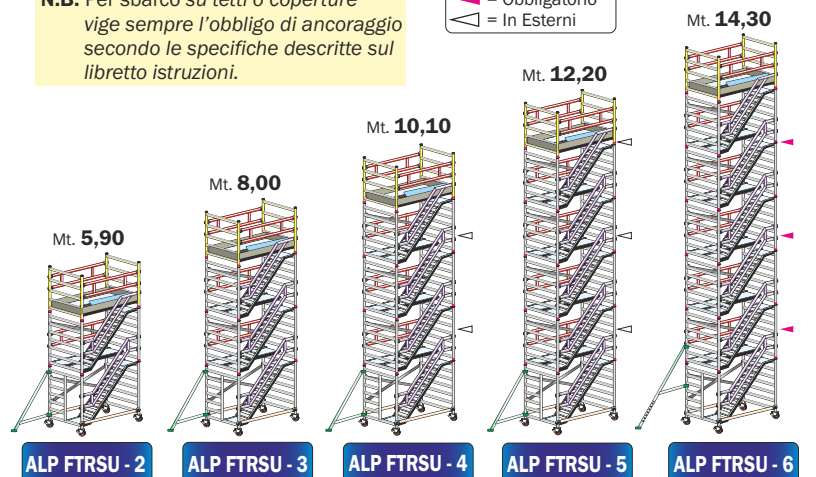 N.B. Per sbarco su tetti o coperture
vige sempre l'obbligo di ancoraggio
secondo le specifiche descritte sul
libretto istruzioni.
= Obbligatorio
= In Esterni
Mt. 14,30
Mt. 12,20
Mt. 10,10
Mt. 8,00
Mt. 5,90
ALP FTRSU - 2
ALP FTRSU - 3
ALP FTRSU - 4
ALP FTRSU - 5
ALP FTRSU - 6